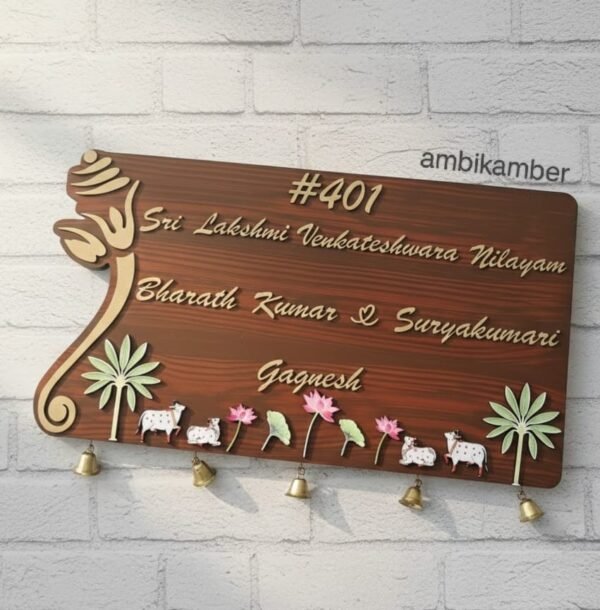 ambikamber
#401
Sri Lakshmi Venkateshwara Nilayam
Bharath Kumar & Suryakumari
Gagnesh